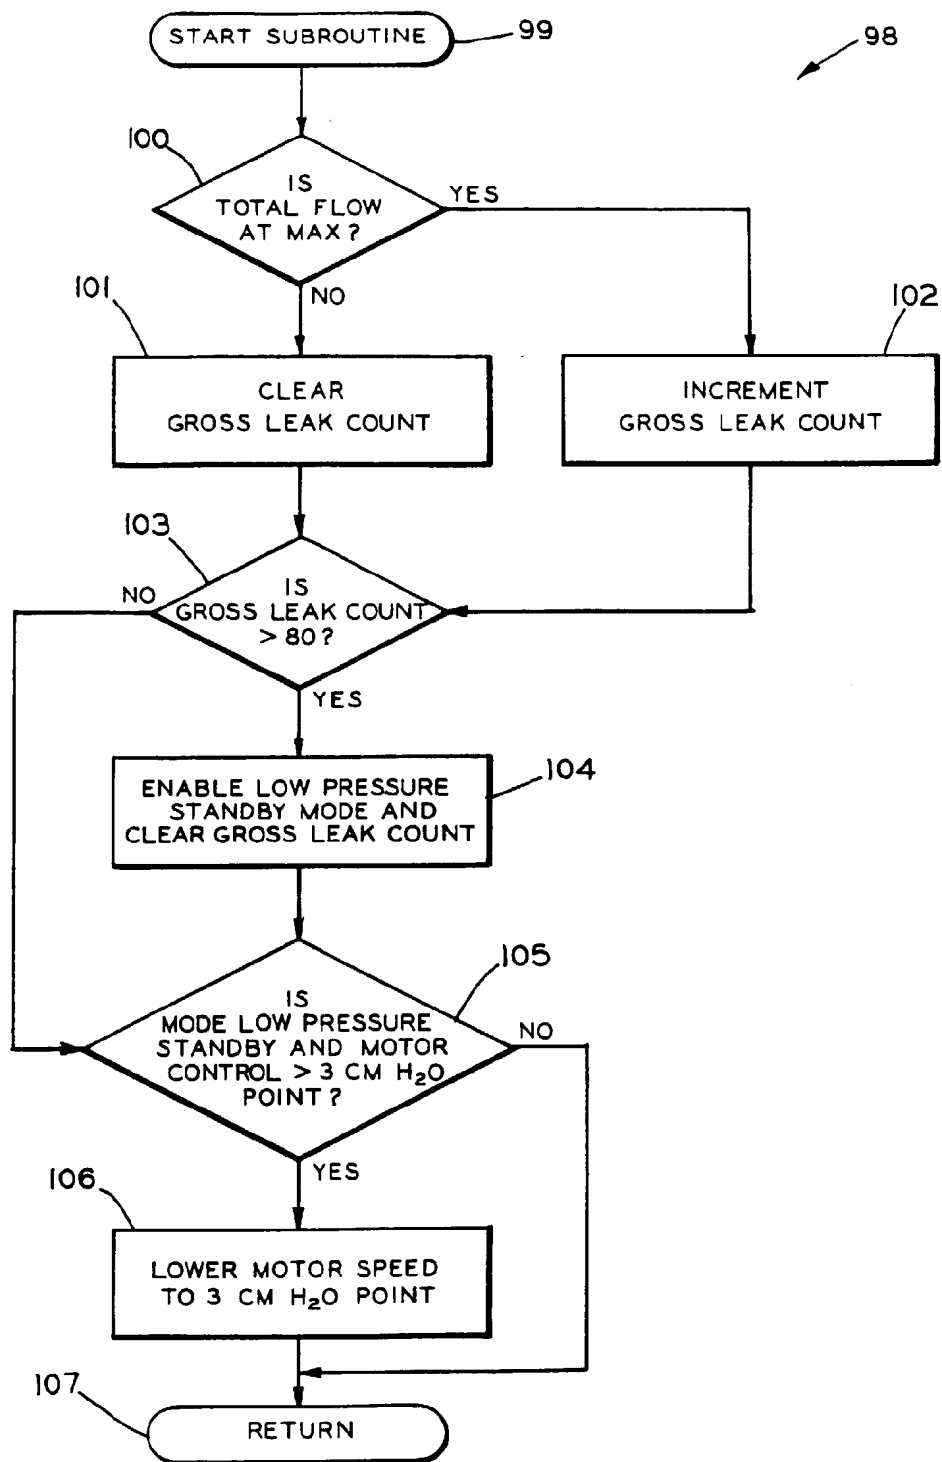 START SUBROUTINE
99
98
100
IS
TOTAL FLOW
AT MAX?
YES
NO
101
CLEAR
GROSS LEAK COUNT
102
INCREMENT
GROSS LEAK COUNT
103
NO
IS
GROSS LEAK COUNT
> 80?
YES
104
ENABLE LOW PRESSURE
STANDBY MODE AND
CLEAR GROSS LEAK COUNT
105
IS
MODE LOW PRESSURE
STANDBY AND MOTOR
CONTROL > 3 CM H₂O
POINT?
NO
YES
106
LOWER MOTOR SPEED
TO 3 CM H₂O POINT
107
RETURN